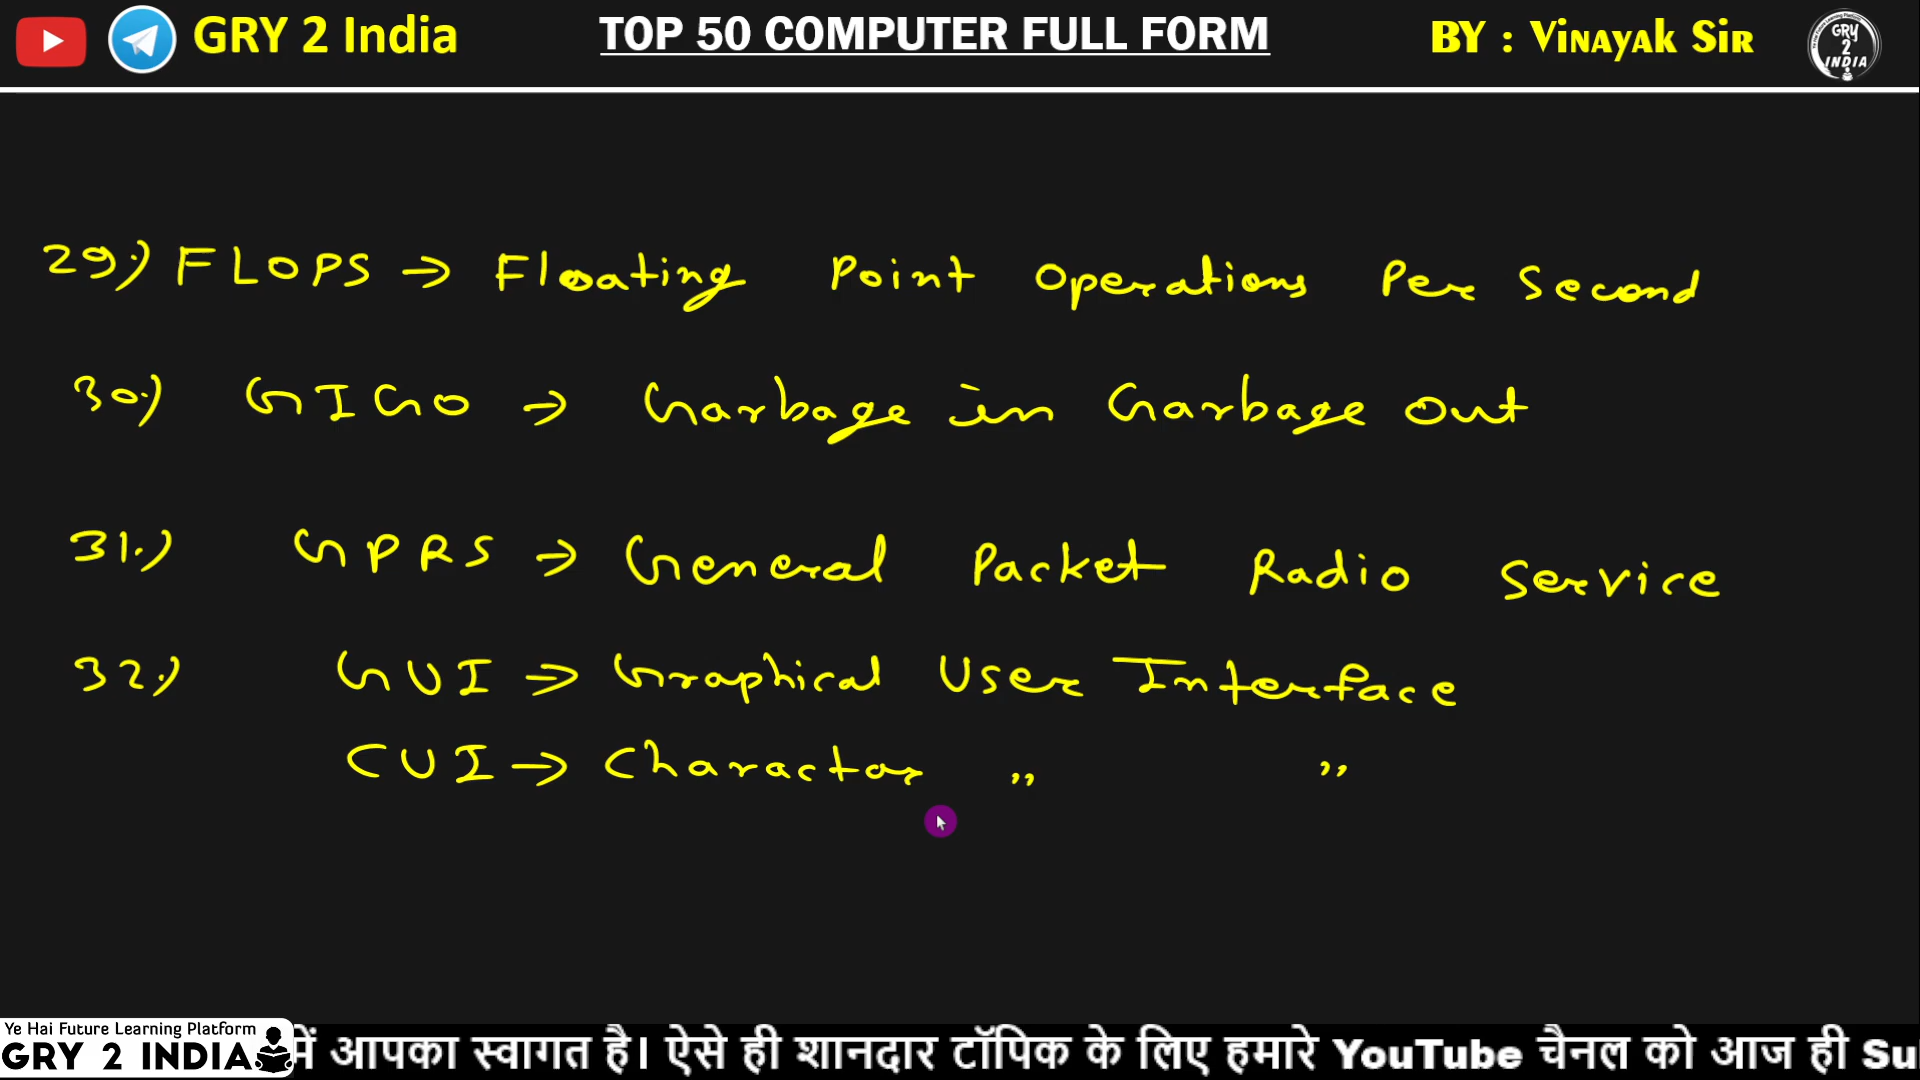 GRY 2 India
TOP 50 COMPUTER FULL FORM
BY : Vinayak Sir
GRY 2 INDIA
29.) FLOPS → Floating Point Operations Per Second
30.) GIGO → Garbage in Garbage Out
31.) GPRS → General Packet Radio Service
32.) GUI → Graphical User Interface
CUI → Charactor ,, ,,
Ye Hai Future Learning Platform
GRY 2 INDIA
में आपका स्वागत है। ऐसे ही शानदार टॉपिक के लिए हमारे YouTube चैनल को आज ही Su